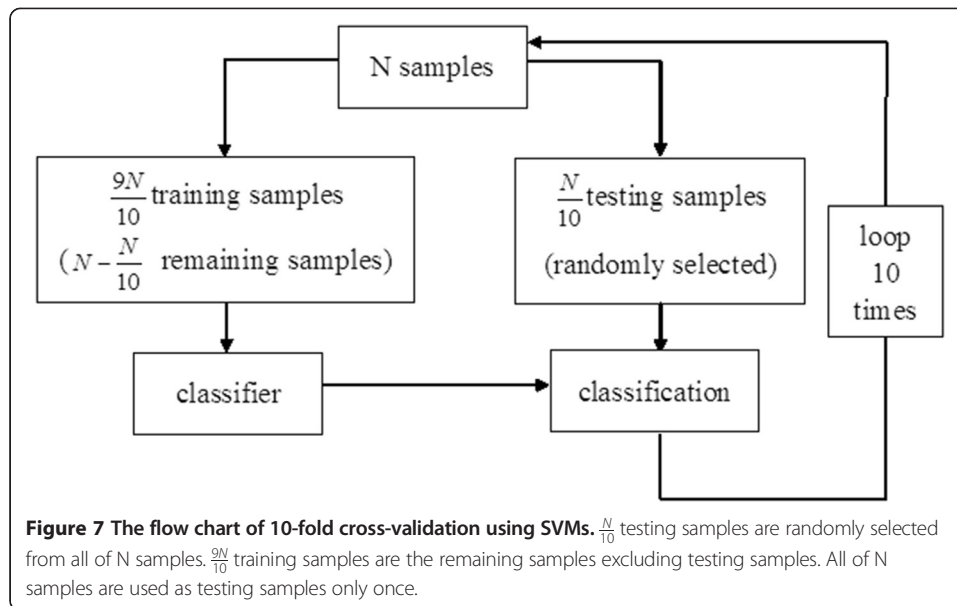 N samples
9N/10 training samples
(N − N/10 remaining samples)
N/10 testing samples
(randomly selected)
loop
10
times
classifier
classification
Figure 7 The flow chart of 10-fold cross-validation using SVMs. N/10 testing samples are randomly selected
from all of N samples. 9N/10 training samples are the remaining samples excluding testing samples. All of N
samples are used as testing samples only once.